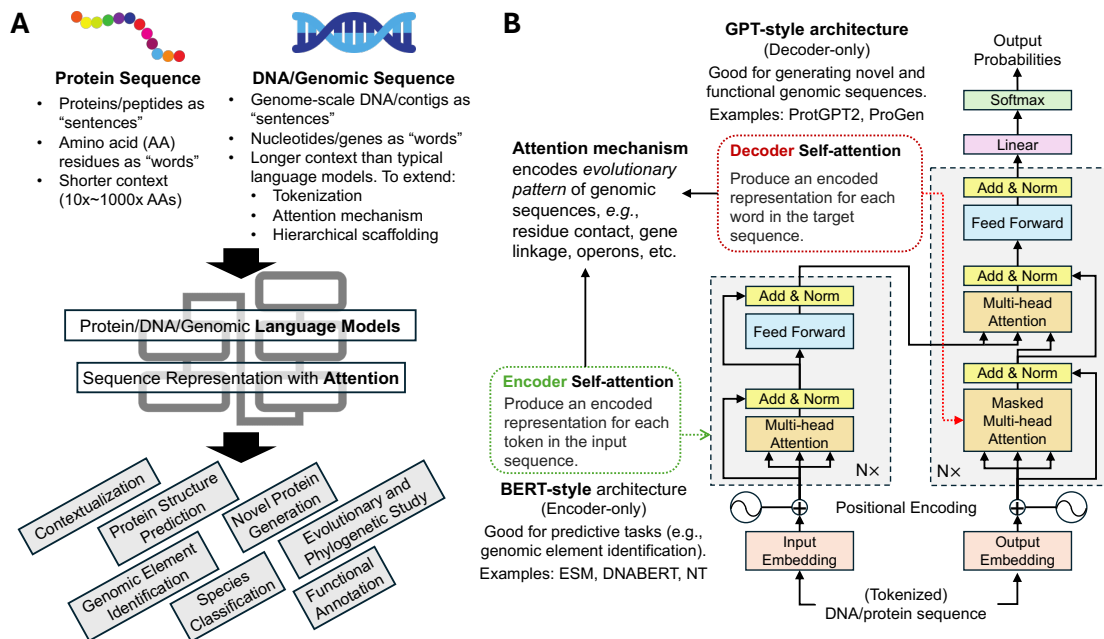 A
Protein Sequence
• Proteins/peptides as
“sentences”
• Amino acid (AA)
residues as “words”
• Shorter context
(10x~1000x AAs)
DNA/Genomic Sequence
• Genome-scale DNA/contigs as
“sentences”
• Nucleotides/genes as “words”
• Longer context than typical
language models. To extend:
• Tokenization
• Attention mechanism
• Hierarchical scaffolding
Protein/DNA/Genomic Language Models
Sequence Representation with Attention
Contextualization
Protein Structure
Prediction
Novel Protein
Generation
Evolutionary and
Phylogenetic Study
Genomic Element
Identification
Species
Classification
Functional
Annotation
B
GPT-style architecture
(Decoder-only)
Good for generating novel and
functional genomic sequences.
Examples: ProtGPT2, ProGen
Attention mechanism
encodes evolutionary
pattern of genomic
sequences, e.g.,
residue contact, gene
linkage, operons, etc.
Decoder Self-attention
Produce an encoded
representation for each
word in the target
sequence.
Encoder Self-attention
Produce an encoded
representation for each
token in the input
sequence.
BERT-style architecture
(Encoder-only)
Good for predictive tasks (e.g.,
genomic element identification).
Examples: ESM, DNABERT, NT
Add & Norm
Feed Forward
Add & Norm
Multi-head
Attention
N×
Output
Probabilities
Softmax
Linear
Add & Norm
Feed Forward
Add & Norm
Multi-head
Attention
Add & Norm
Masked
Multi-head
Attention
N×
Positional Encoding
Input
Embedding
Output
Embedding
(Tokenized)
DNA/protein sequence